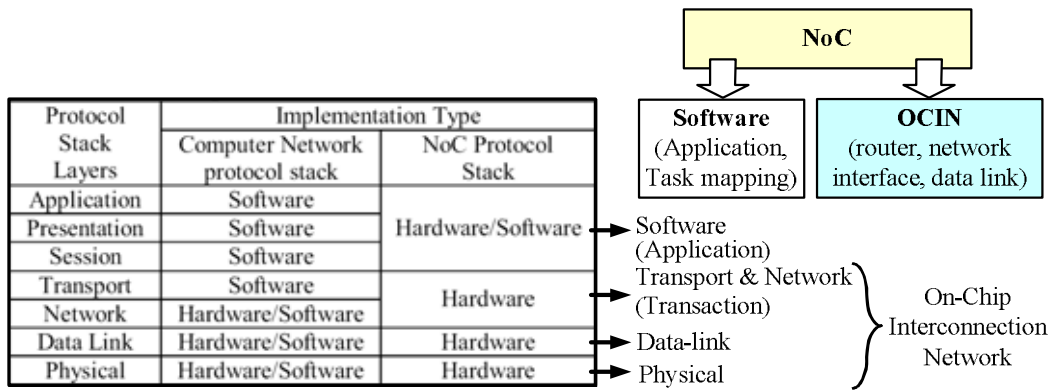 NoC
Software
(Application,
Task mapping)
OCIN
(router, network
interface, data link)
Protocol
Stack
Layers
Implementation Type
Computer Network
protocol stack
NoC Protocol
Stack
Application
Software
Hardware/Software
Presentation
Software
Session
Software
Transport
Software
Hardware
Network
Hardware/Software
Data Link
Hardware/Software
Hardware
Physical
Hardware/Software
Hardware
Software
(Application)
Transport & Network
(Transaction)
Data-link
Physical
On-Chip
Interconnection
Network